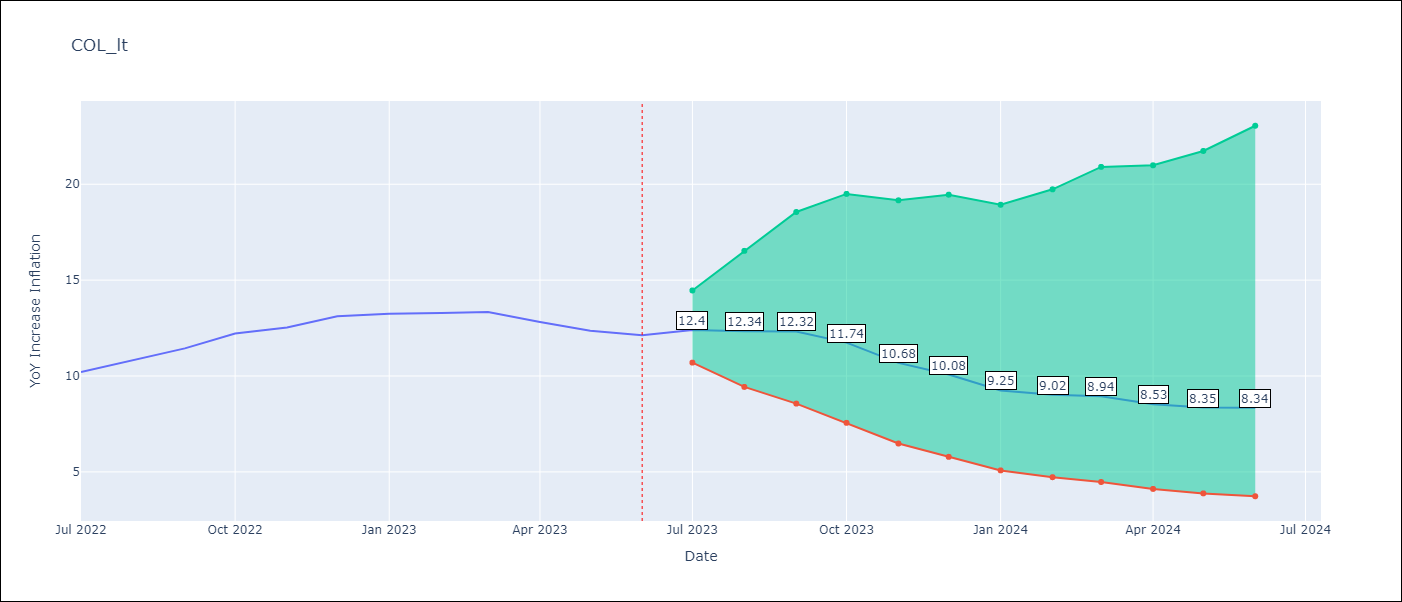 COL_lt
YoY Increase Inflation
20
15
10
5
12.4
12.34
12.32
11.74
10.68
10.08
9.25
9.02
8.94
8.53
8.35
8.34
Jul 2022
Oct 2022
Jan 2023
Apr 2023
Jul 2023
Oct 2023
Jan 2024
Apr 2024
Jul 2024
Date